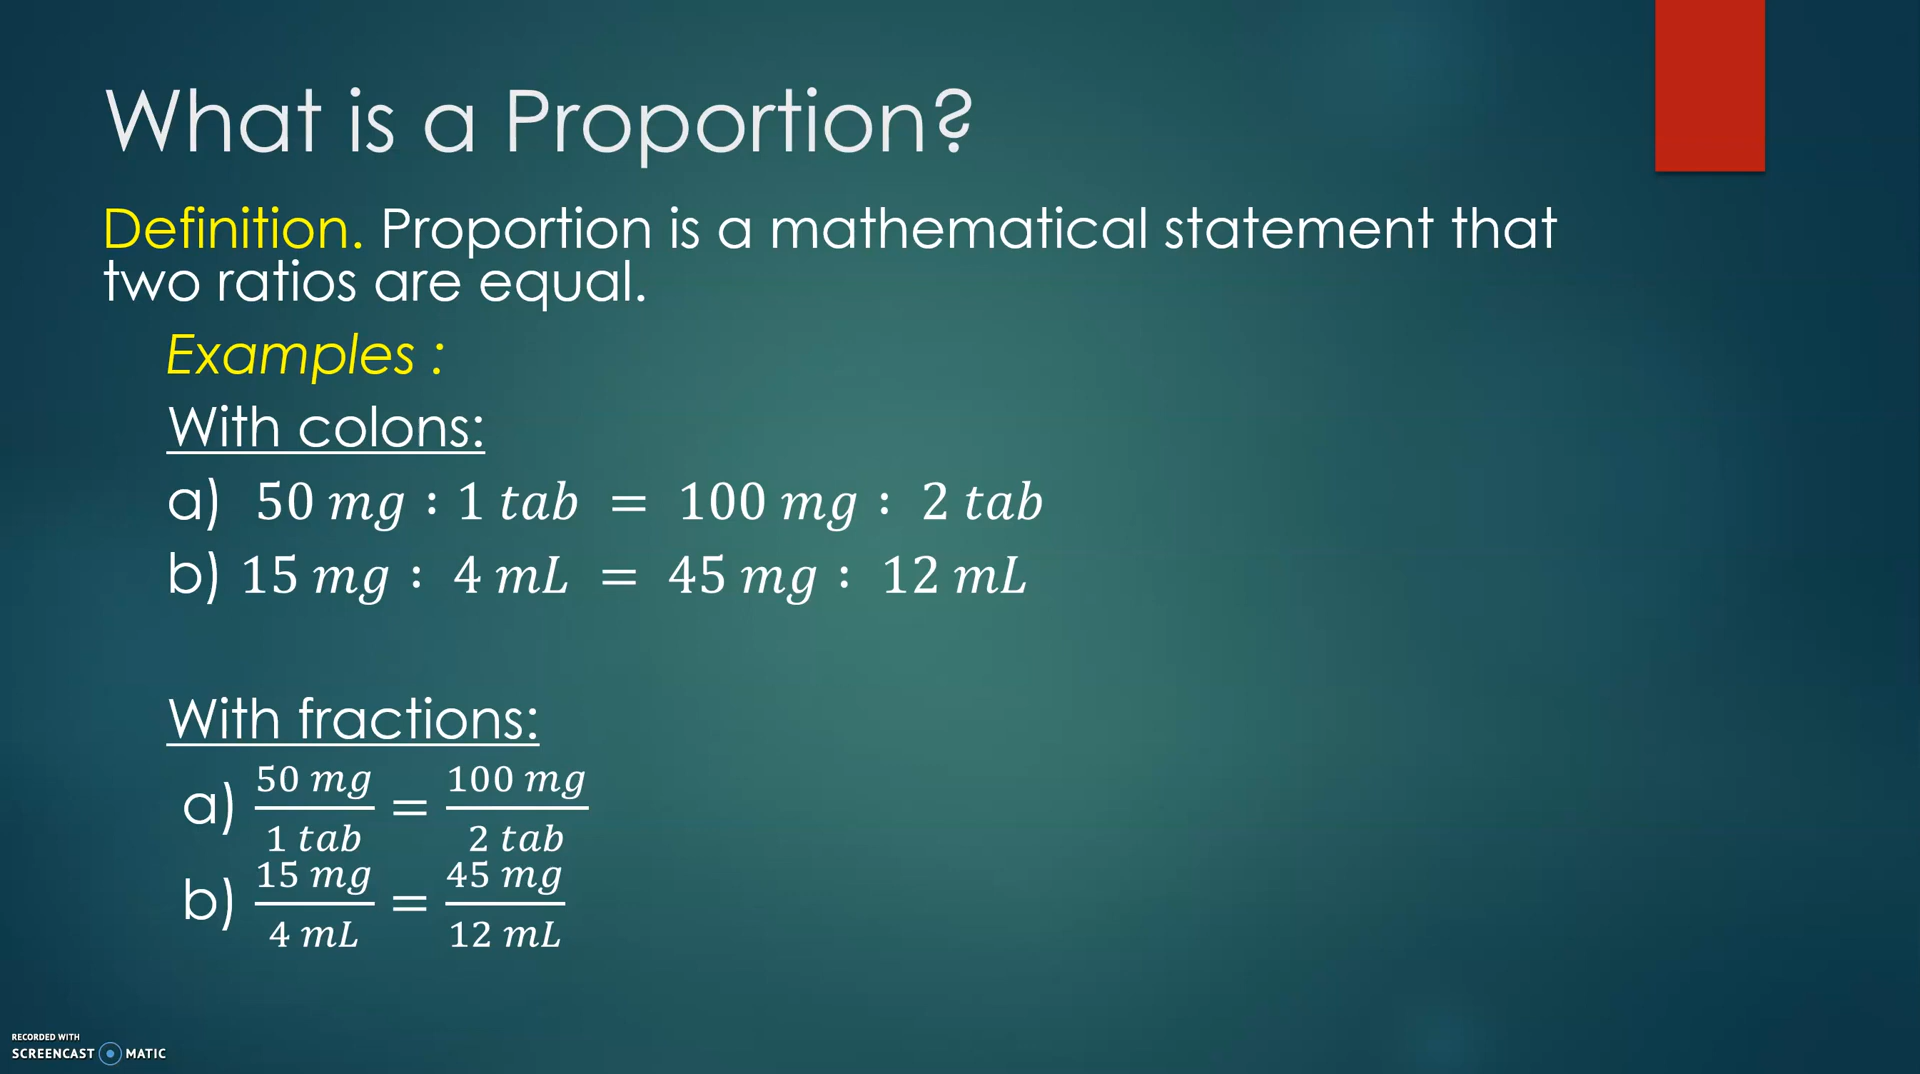 What is a Proportion?
Definition. Proportion is a mathematical statement that
two ratios are equal.
Examples :
With colons:
a) 50 mg : 1 tab = 100 mg : 2 tab
b) 15 mg : 4 mL = 45 mg : 12 mL
With fractions:
a) 50 mg / 1 tab = 100 mg / 2 tab
b) 15 mg / 4 mL = 45 mg / 12 mL
RECORDED WITH
SCREENCAST MATIC